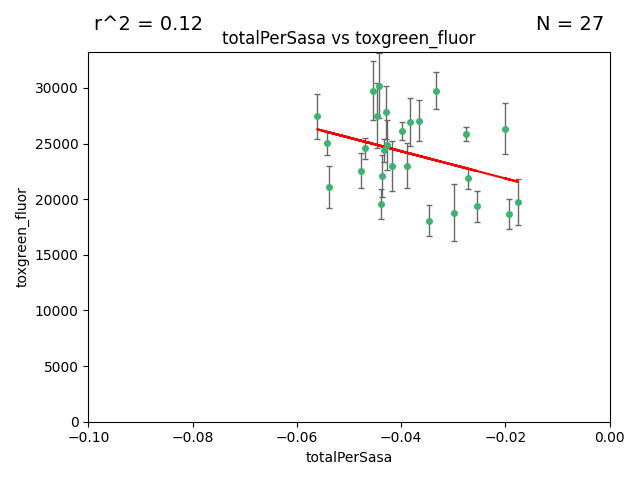 r^2 = 0.12
N = 27
totalPerSasa vs toxgreen_fluor
toxgreen_fluor
30000
25000
20000
15000
10000
5000
0
−0.10
−0.08
−0.06
−0.04
−0.02
0.00
totalPerSasa